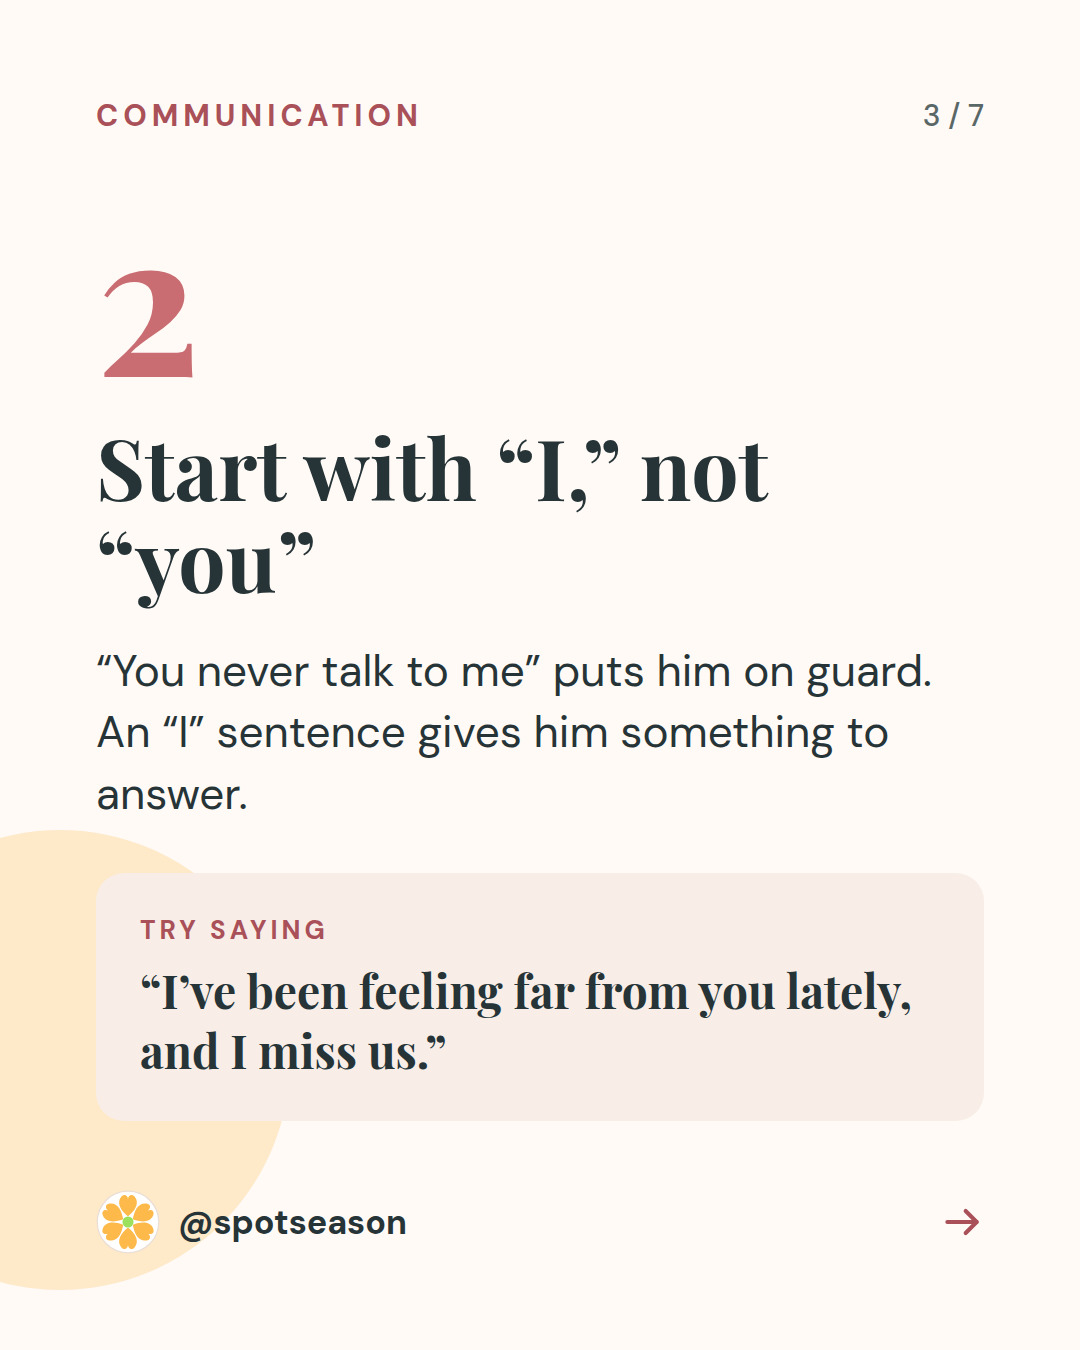 COMMUNICATION
3 / 7
2
Start with “I,” not
“you”
“You never talk to me” puts him on guard.
An “I” sentence gives him something to
answer.
TRY SAYING
“I’ve been feeling far from you lately,
and I miss us.”
@spotseason